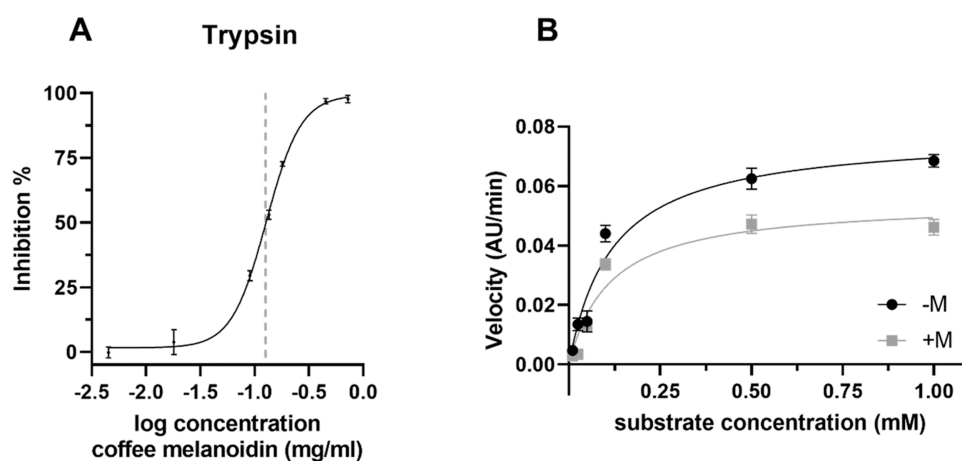 A
Trypsin
Inhibition %
100
75
50
25
0
-2.5 -2.0 -1.5 -1.0 -0.5 0.0
log concentration
coffee melanoidin (mg/ml)
B
Velocity (AU/min)
0.08
0.06
0.04
0.02
0.00
0.25 0.50 0.75 1.00
substrate concentration (mM)
-M
+M